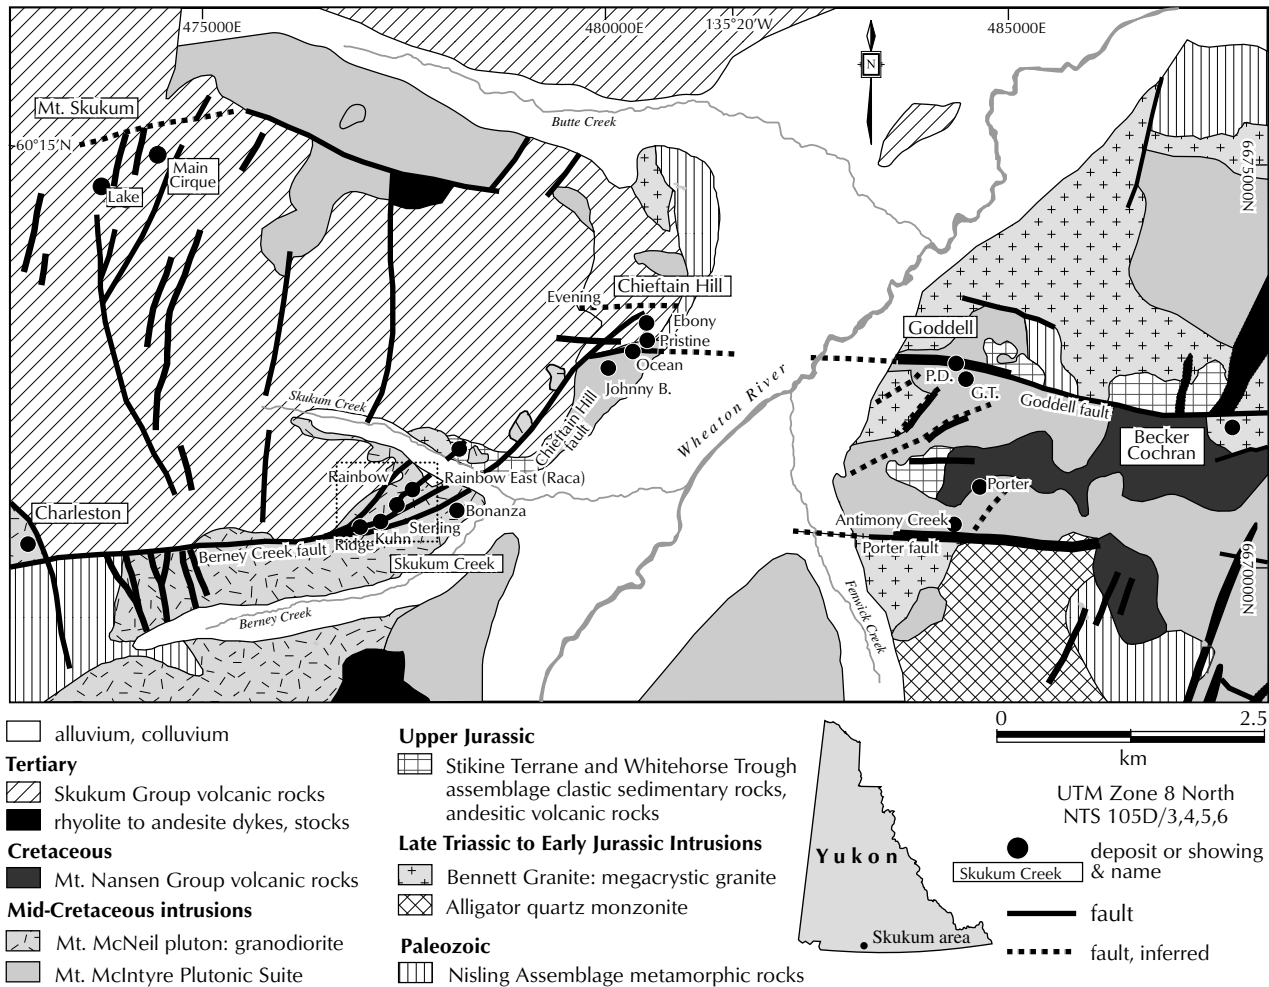 475000E
480000E
135°20'W
485000E
N
Mt. Skukum
Butte Creek
60°15'N
Main
Cirque
Lake
6675000N
Chieftain Hill
Evening
Ebony
Pristine
Ocean
Johnny B.
Goddell
P.D.
G.T.
Goddell fault
Skukum Creek
Wheaton River
Chieftain Hill
fault
Becker
Cochran
Rainbow
Rainbow East (Raca)
Porter
Charleston
Bonanza
Sterling
Kuhn
Ridge
Antimony Creek
Berney Creek fault
Porter fault
Skukum Creek
Berney Creek
Fenwick Creek
6670000N
alluvium, colluvium
Tertiary
Skukum Group volcanic rocks
rhyolite to andesite dykes, stocks
Cretaceous
Mt. Nansen Group volcanic rocks
Mid-Cretaceous intrusions
Mt. McNeil pluton: granodiorite
Mt. McIntyre Plutonic Suite
Upper Jurassic
Stikine Terrane and Whitehorse Trough
assemblage clastic sedimentary rocks,
andesitic volcanic rocks
Late Triassic to Early Jurassic Intrusions
Bennett Granite: megacrystic granite
Alligator quartz monzonite
Paleozoic
Nisling Assemblage metamorphic rocks
Yukon
Skukum area
0 2.5
km
UTM Zone 8 North
NTS 105D/3,4,5,6
deposit or showing
& name
Skukum Creek
fault
fault, inferred